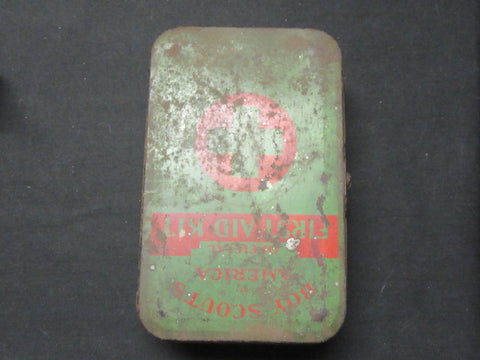 BOY SCOUTS
AMERICA
FIRST AID KIT